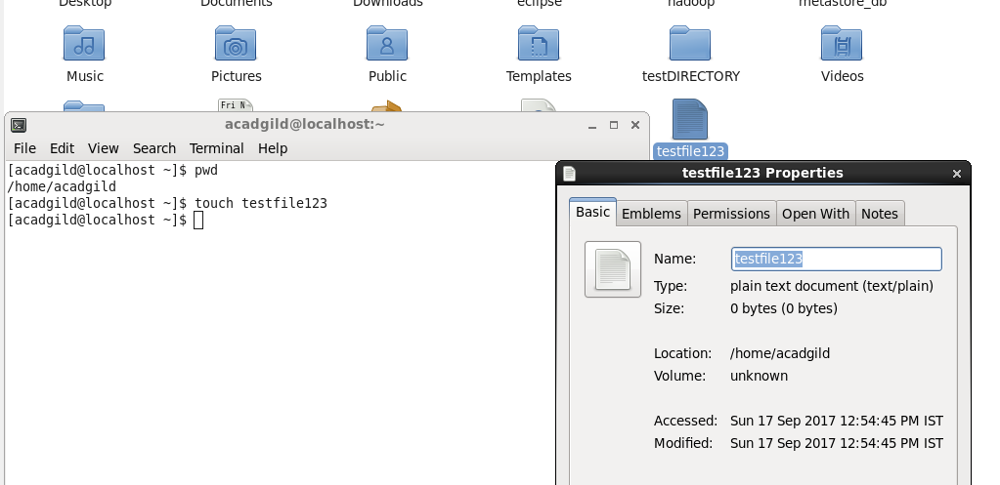 Desktop Documents Downloads eclipse hadoop metastore_db
Music Pictures Public Templates testDIRECTORY Videos
Fri N
testfile123
acadgild@localhost:~
File Edit View Search Terminal Help
[acadgild@localhost ~]$ pwd
/home/acadgild
[acadgild@localhost ~]$ touch testfile123
[acadgild@localhost ~]$
testfile123 Properties
Basic Emblems Permissions Open With Notes
Name: testfile123
Type: plain text document (text/plain)
Size: 0 bytes (0 bytes)
Location: /home/acadgild
Volume: unknown
Accessed: Sun 17 Sep 2017 12:54:45 PM IST
Modified: Sun 17 Sep 2017 12:54:45 PM IST